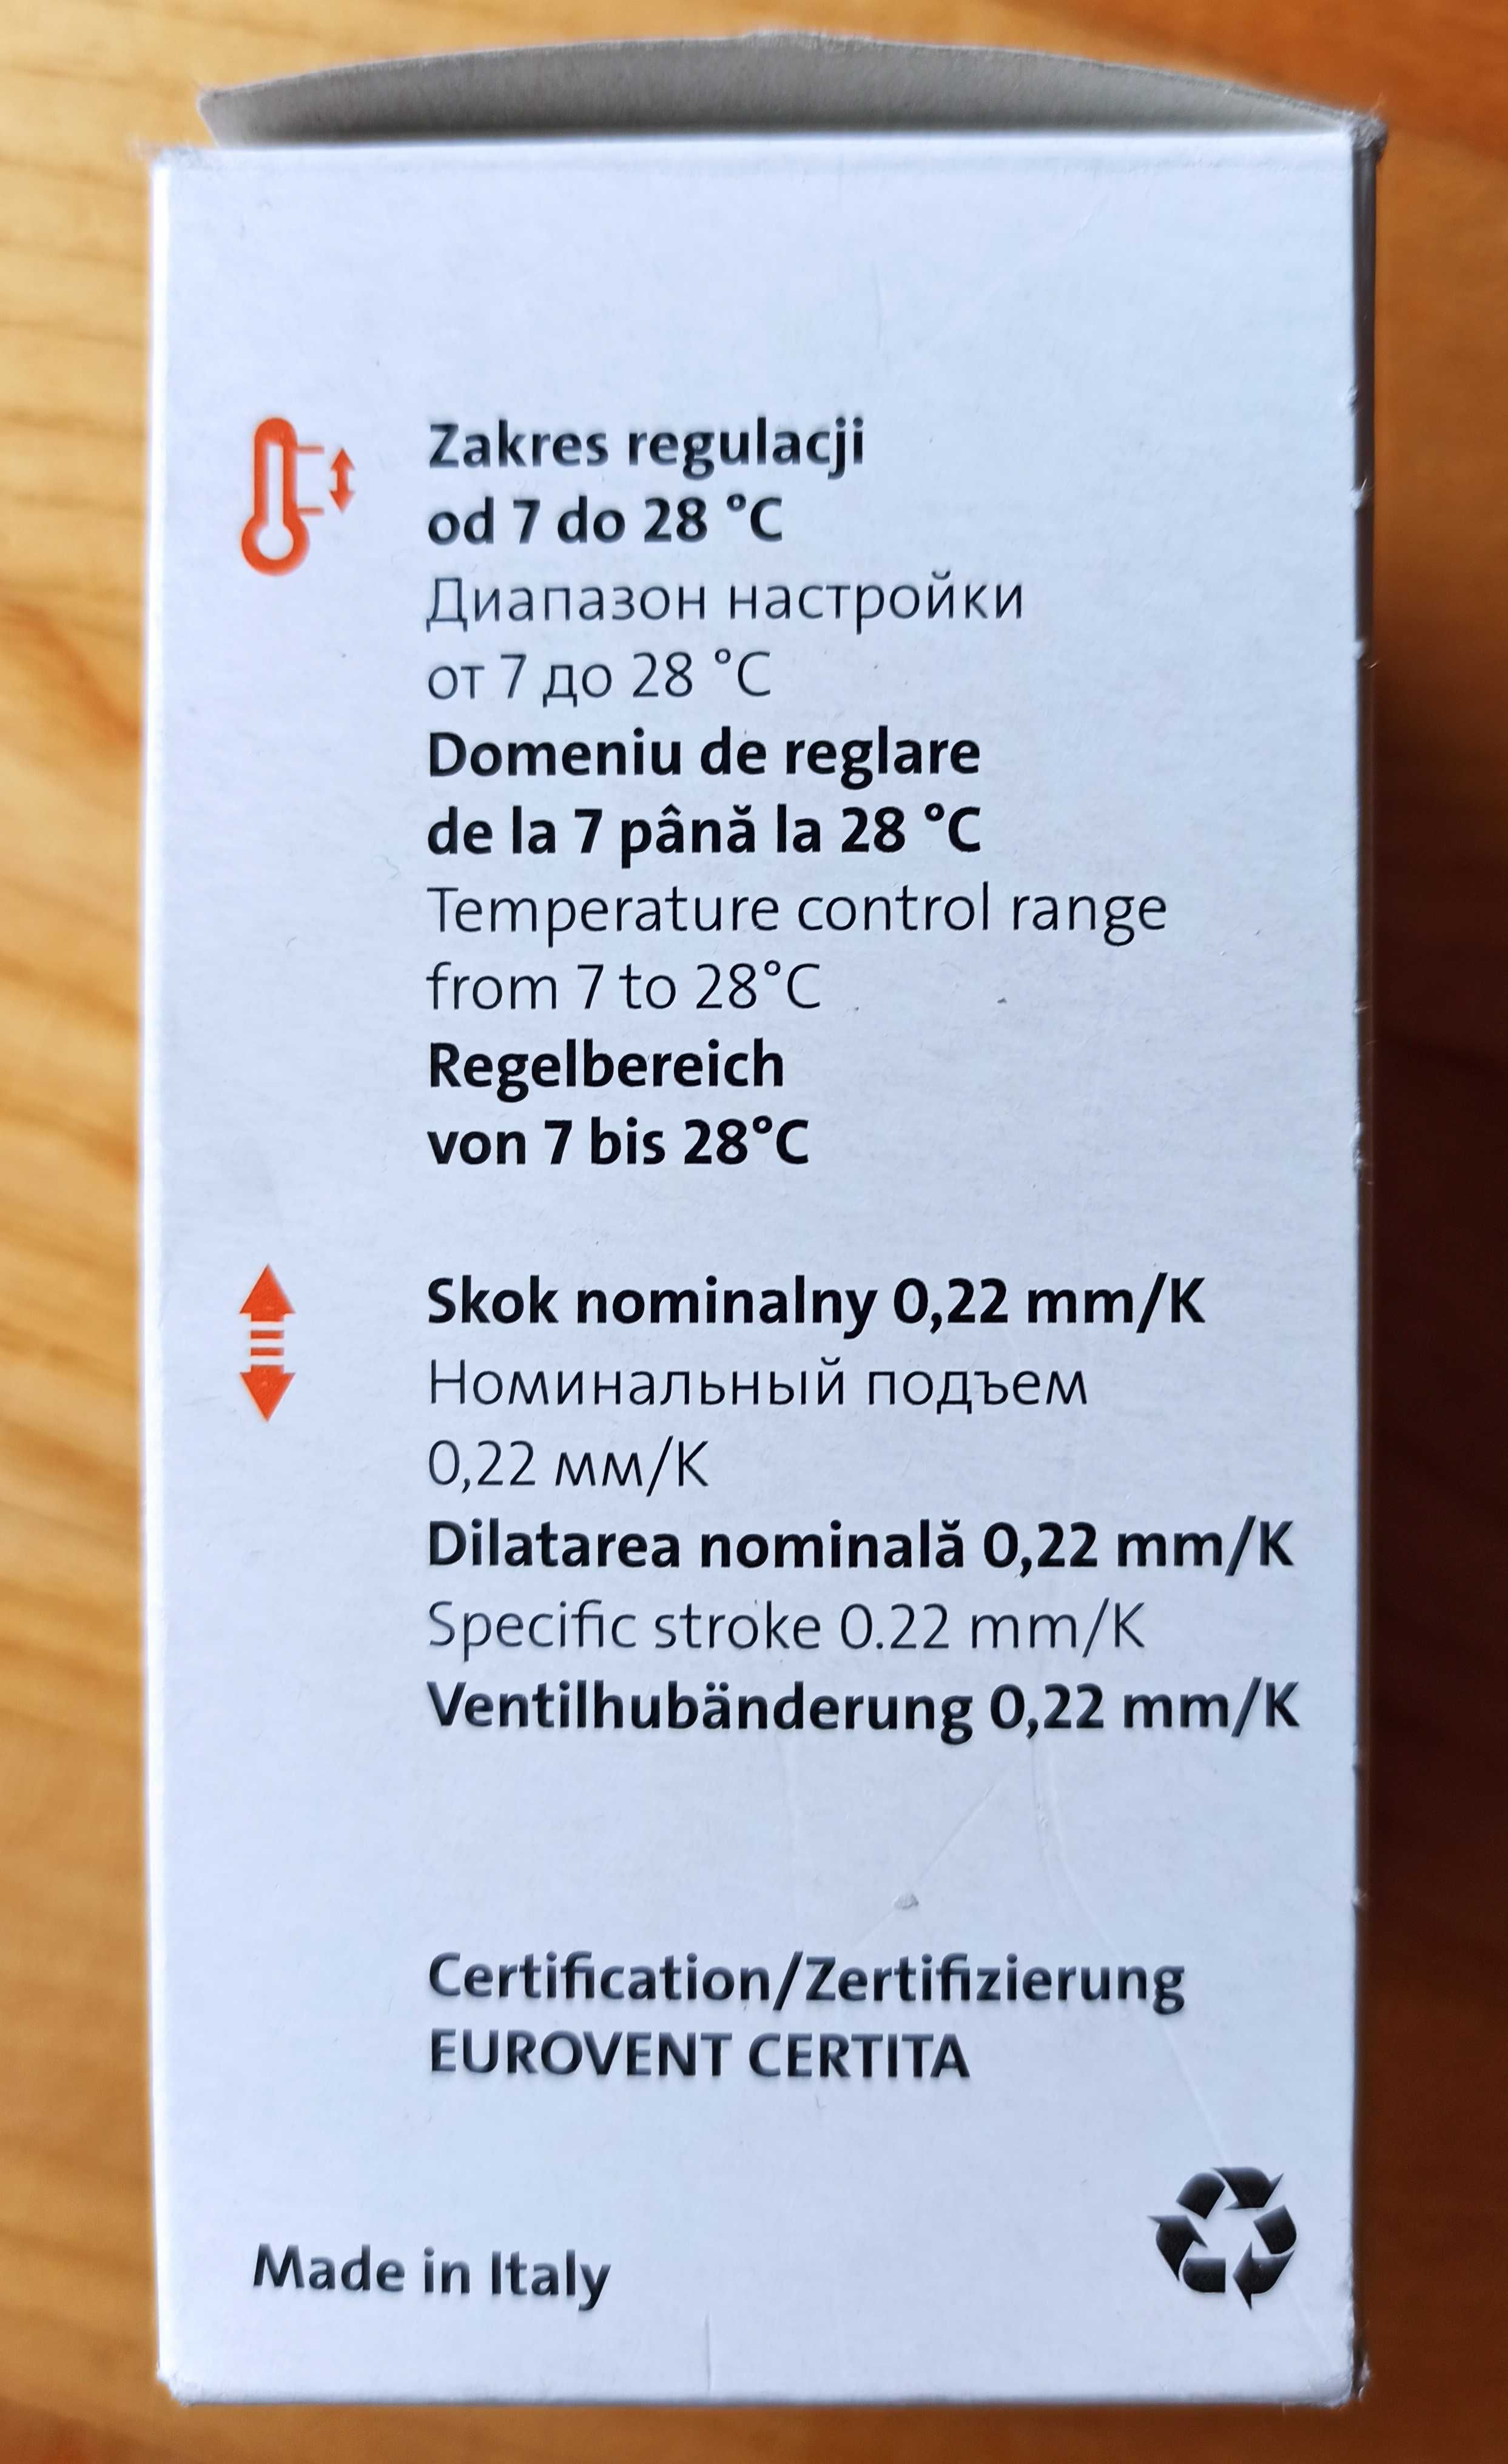 Zakres regulacji
od 7 do 28 °C
Диапазон настройки
от 7 до 28 °C
Domeniu de reglare
de la 7 până la 28 °C
Temperature control range
from 7 to 28°C
Regelbereich
von 7 bis 28°C
Skok nominalny 0,22 mm/K
Номинальный подъем
0,22 мм/K
Dilatarea nominală 0,22 mm/K
Specific stroke 0.22 mm/K
Ventilhubänderung 0,22 mm/K
Certification/Zertifizierung
EUROVENT CERTITA
Made in Italy